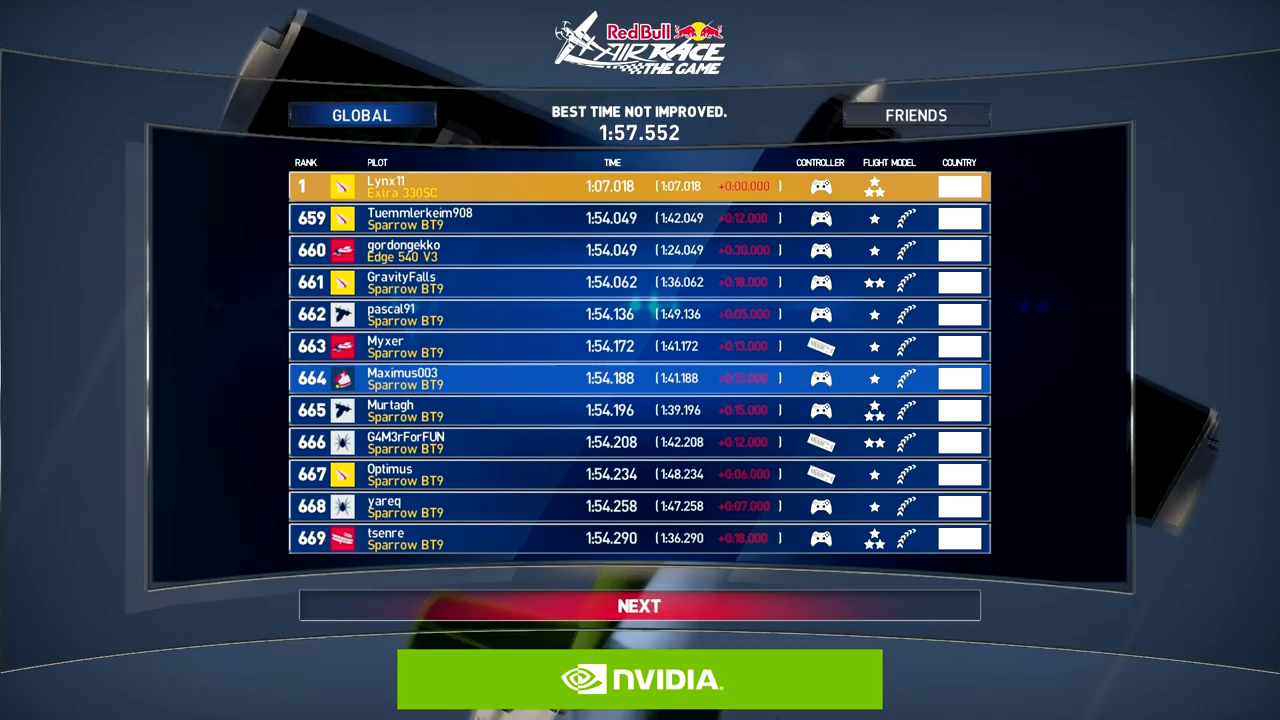 Red Bull
AIR RACE
THE GAME
GLOBAL
BEST TIME NOT IMPROVED.
FRIENDS
1:57.552
RANK PILOT TIME CONTROLLER FLIGHT MODEL COUNTRY
1 Lynx11 1:07.018 (1:07.018 +0:00.000 )
Extra 330SC
659 Tuemmlerkeim908 1:54.049 (1:42.049 +0:12.000 )
Sparrow BT9
660 gordongekko 1:54.049 (1:24.049 +0:30.000 )
Edge 540 V3
661 GravityFalls 1:54.062 (1:36.062 +0:18.000 )
Sparrow BT9
662 pascal91 1:54.136 (1:49.136 +0:05.000 )
Sparrow BT9
663 Myxer 1:54.172 (1:41.172 +0:13.000 )
Sparrow BT9
664 Maximus003 1:54.188 (1:41.188 +0:13.000 )
Sparrow BT9
665 Murtagh 1:54.196 (1:39.196 +0:15.000 )
Sparrow BT9
666 G4M3rForFUN 1:54.208 (1:42.208 +0:12.000 )
Sparrow BT9
667 Optimus 1:54.234 (1:48.234 +0:06.000 )
Sparrow BT9
668 yareq 1:54.258 (1:47.258 +0:07.000 )
Sparrow BT9
669 tsenre 1:54.290 (1:36.290 +0:18.000 )
Sparrow BT9
NEXT
NVIDIA.